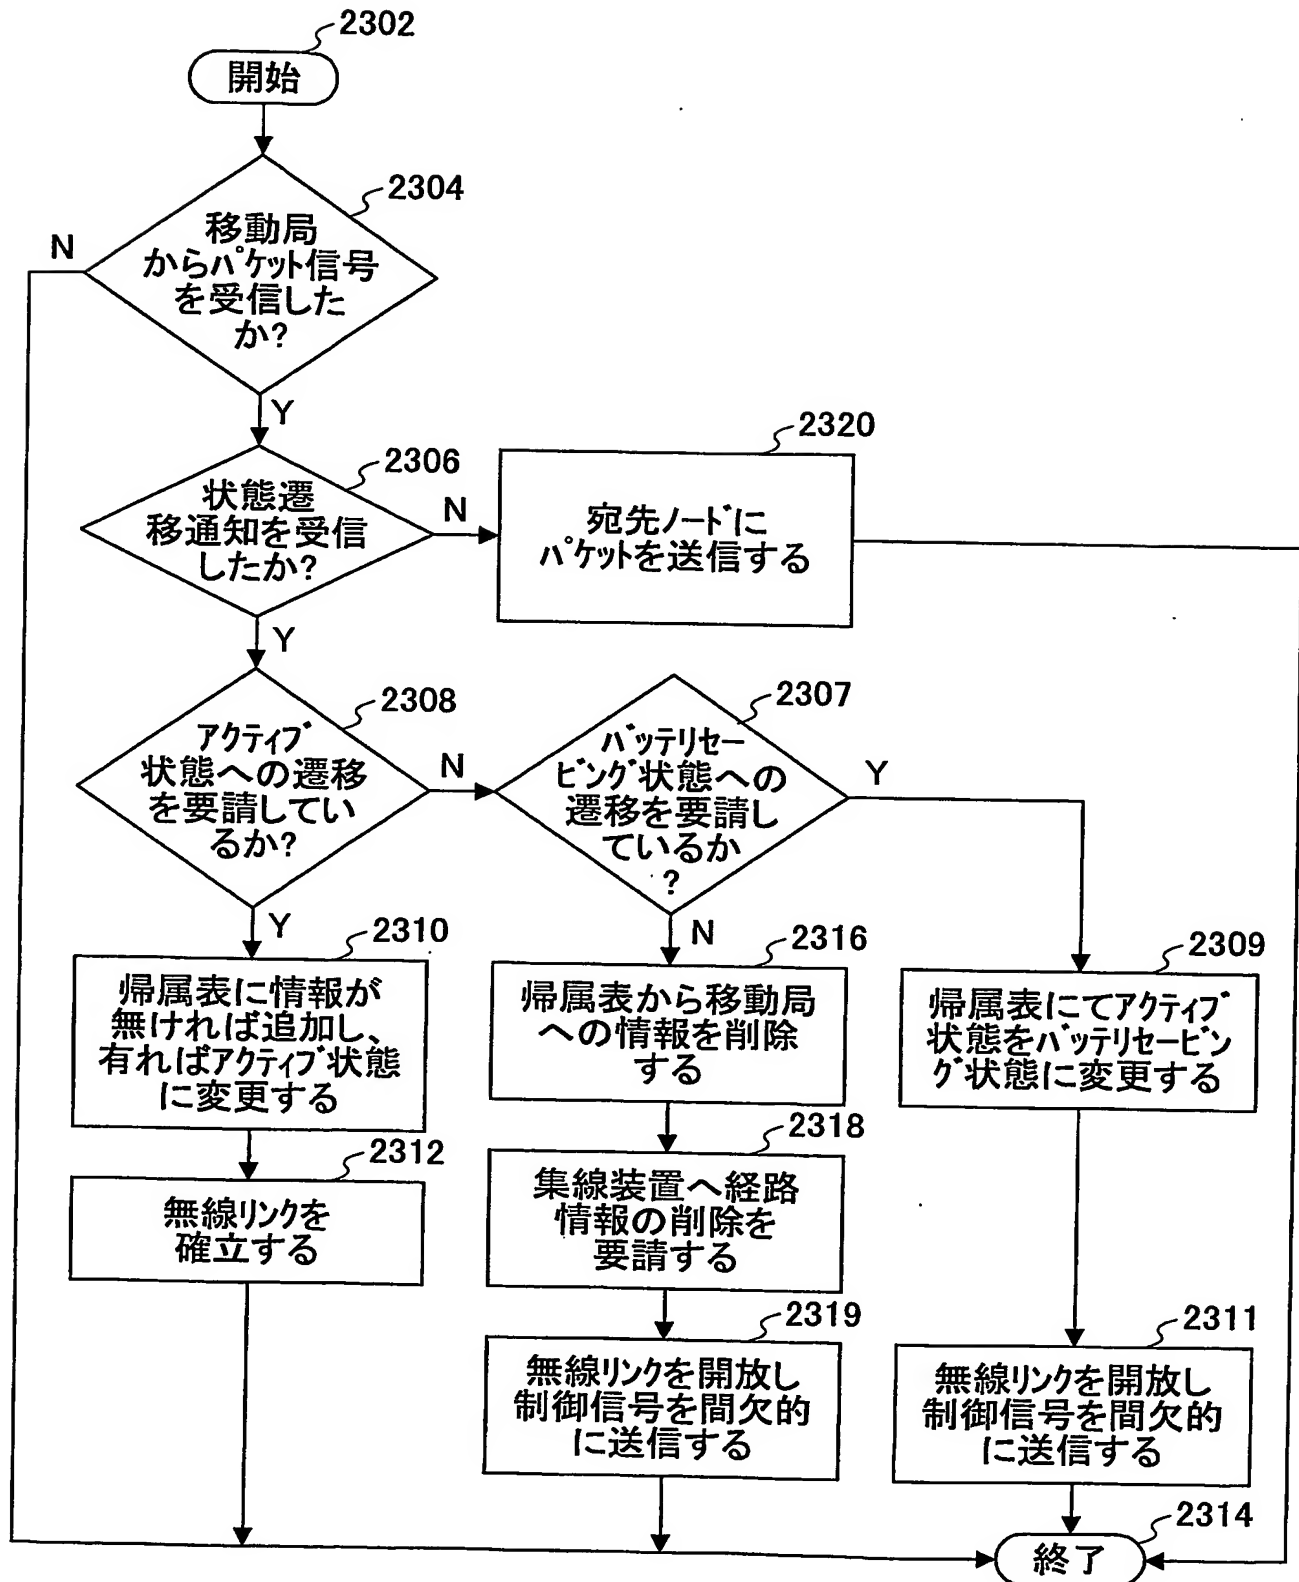 2302
開始
2304
移動局
からパケット信号
を受信した
か?
N
Y
2306
状態遷
移通知を受信
したか?
N
2320
宛先ノードに
パケットを送信する
Y
2308
アクティブ
状態への遷移
を要請してい
るか?
N
2307
バッテリセー
ビング状態への
遷移を要請し
ているか
?
Y
Y
2310
帰属表に情報が
無ければ追加し、
有ればアクティブ状態
に変更する
N
2316
帰属表から移動局
への情報を削除
する
2309
帰属表にてアクティブ
状態をバッテリセービン
グ状態に変更する
2312
無線リンクを
確立する
2318
集線装置へ経路
情報の削除を
要請する
2319
無線リンクを開放し
制御信号を間欠的
に送信する
2311
無線リンクを開放し
制御信号を間欠的
に送信する
2314
終了